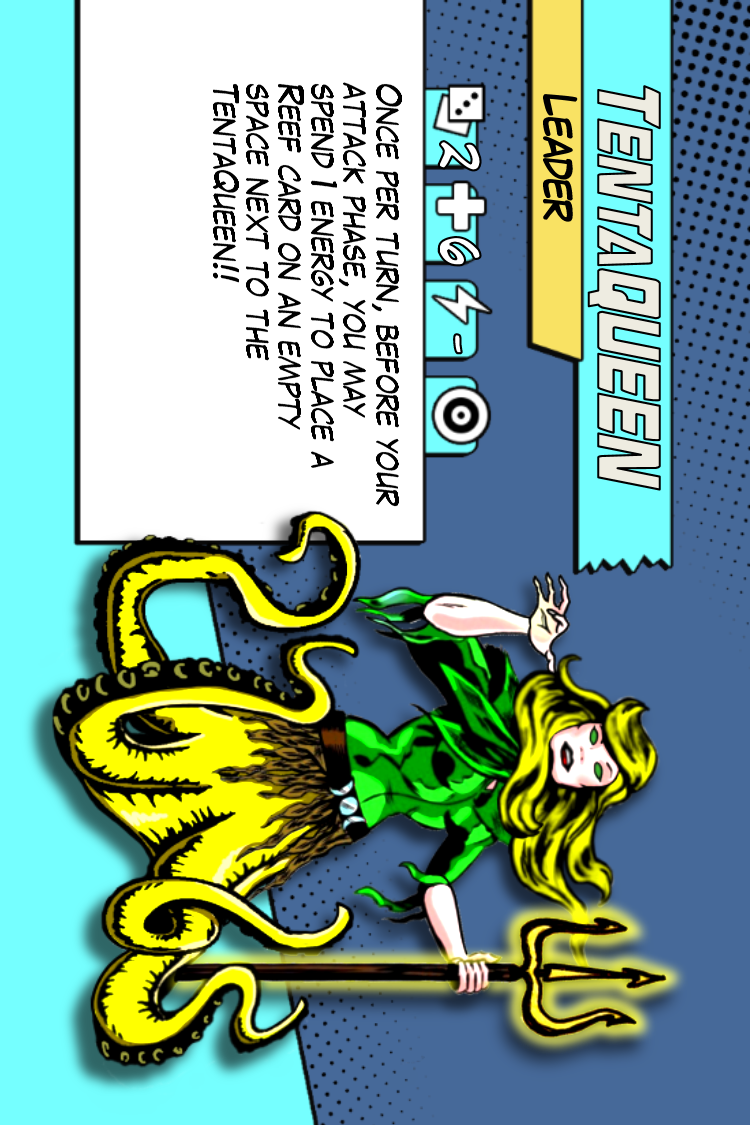 TENTAQUEEN
LEADER
2 6 -
ONCE PER TURN, BEFORE YOUR
ATTACK PHASE, YOU MAY
SPEND 1 ENERGY TO PLACE A
REEF CARD ON AN EMPTY
SPACE NEXT TO THE
TENTAQUEEN!!